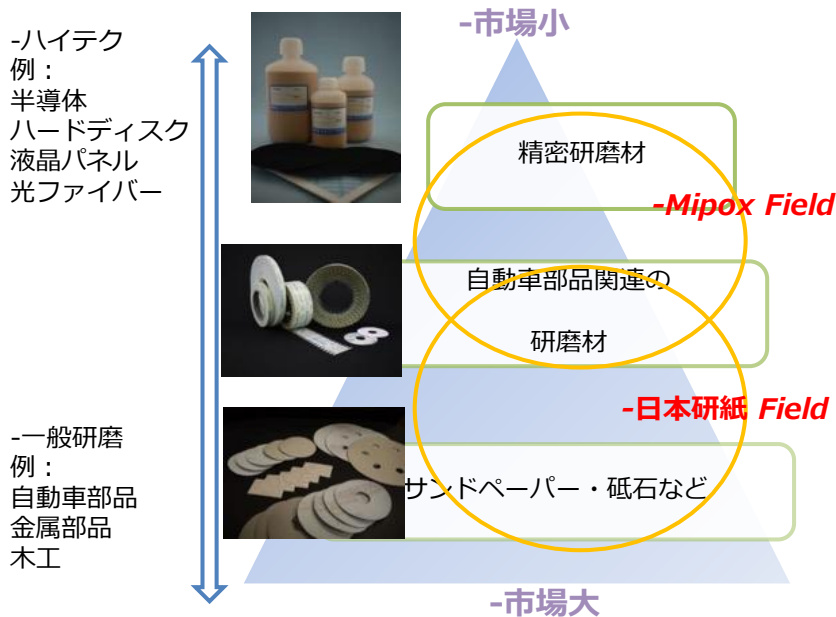 -市場小
-ハイテク
例：
半導体
ハードディスク
液晶パネル
光ファイバー
精密研磨材
-Mipox Field
自動車部品関連の
研磨材
-日本研紙 Field
-一般研磨
例：
自動車部品
金属部品
木工
サンドペーパー・砥石など
-市場大